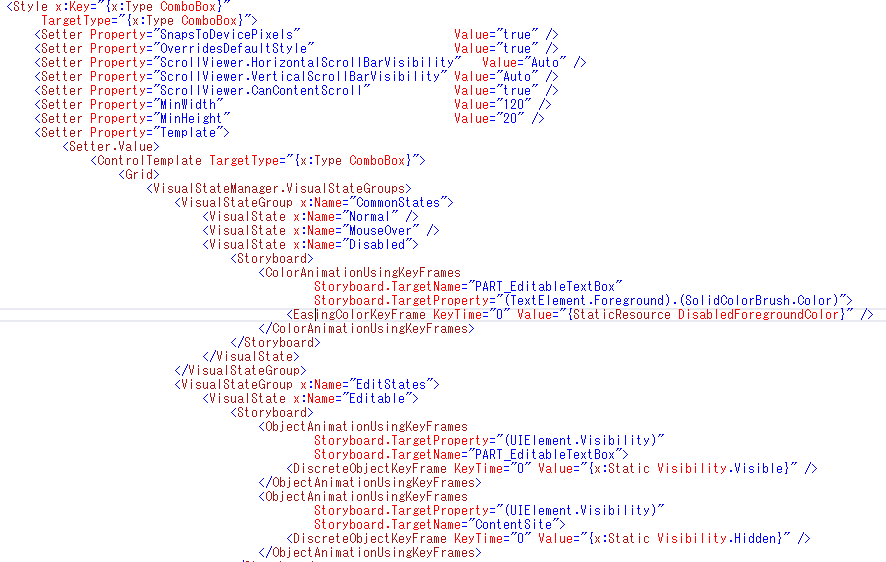 <Style x:Key="{x:Type ComboBox}"
TargetType="{x:Type ComboBox}">
<Setter Property="SnapsToDevicePixels" Value="true" />
<Setter Property="OverridesDefaultStyle" Value="true" />
<Setter Property="ScrollViewer.HorizontalScrollBarVisibility" Value="Auto" />
<Setter Property="ScrollViewer.VerticalScrollBarVisibility" Value="Auto" />
<Setter Property="ScrollViewer.CanContentScroll" Value="true" />
<Setter Property="MinWidth" Value="120" />
<Setter Property="MinHeight" Value="20" />
<Setter Property="Template">
<Setter.Value>
<ControlTemplate TargetType="{x:Type ComboBox}">
<Grid>
<VisualStateManager.VisualStateGroups>
<VisualStateGroup x:Name="CommonStates">
<VisualState x:Name="Normal" />
<VisualState x:Name="MouseOver" />
<VisualState x:Name="Disabled">
<Storyboard>
<ColorAnimationUsingKeyFrames
Storyboard.TargetName="PART_EditableTextBox"
Storyboard.TargetProperty="(TextElement.Foreground).(SolidColorBrush.Color)">
<EasingColorKeyFrame KeyTime="0" Value="{StaticResource DisabledForegroundColor}" />
</ColorAnimationUsingKeyFrames>
</Storyboard>
</VisualState>
</VisualStateGroup>
<VisualStateGroup x:Name="EditStates">
<VisualState x:Name="Editable">
<Storyboard>
<ObjectAnimationUsingKeyFrames
Storyboard.TargetProperty="(UIElement.Visibility)"
Storyboard.TargetName="PART_EditableTextBox">
<DiscreteObjectKeyFrame KeyTime="0" Value="{x:Static Visibility.Visible}" />
</ObjectAnimationUsingKeyFrames>
<ObjectAnimationUsingKeyFrames
Storyboard.TargetProperty="(UIElement.Visibility)"
Storyboard.TargetName="ContentSite">
<DiscreteObjectKeyFrame KeyTime="0" Value="{x:Static Visibility.Hidden}" />
</ObjectAnimationUsingKeyFrames>